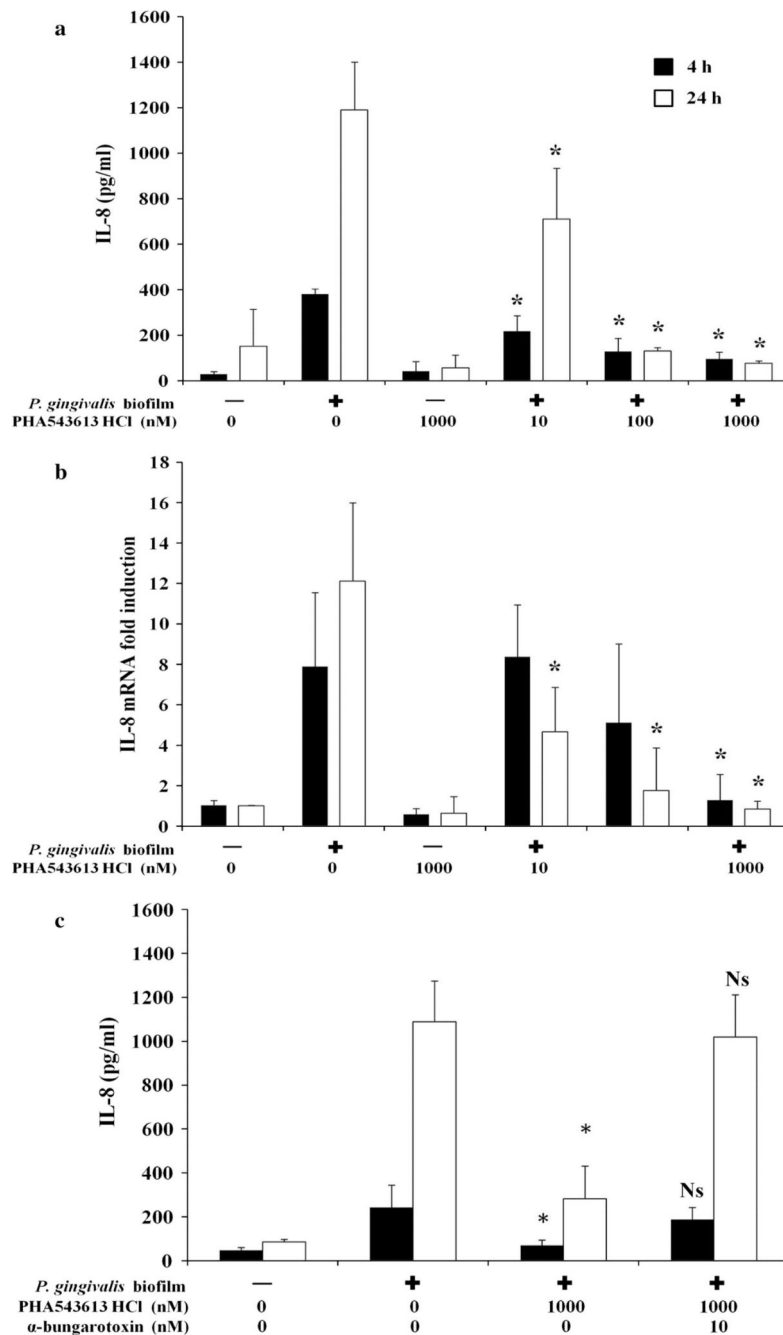 a
1600
1400
1200
1000
800
600
400
200
0
IL-8 (pg/ml)
4 h
24 h
*
*
*
*
*
*
P. gingivalis biofilm — + — + + +
PHA543613 HCl (nM) 0 0 1000 10 100 1000
b
18
16
14
12
10
8
6
4
2
0
IL-8 mRNA fold induction
*
*
*
*
P. gingivalis biofilm — + — + +
PHA543613 HCl (nM) 0 0 1000 10 1000
c
1600
1400
1200
1000
800
600
400
200
0
IL-8 (pg/ml)
*
*
Ns
Ns
P. gingivalis biofilm — + + +
PHA543613 HCl (nM) 0 0 1000 1000
α-bungarotoxin (nM) 0 0 0 10